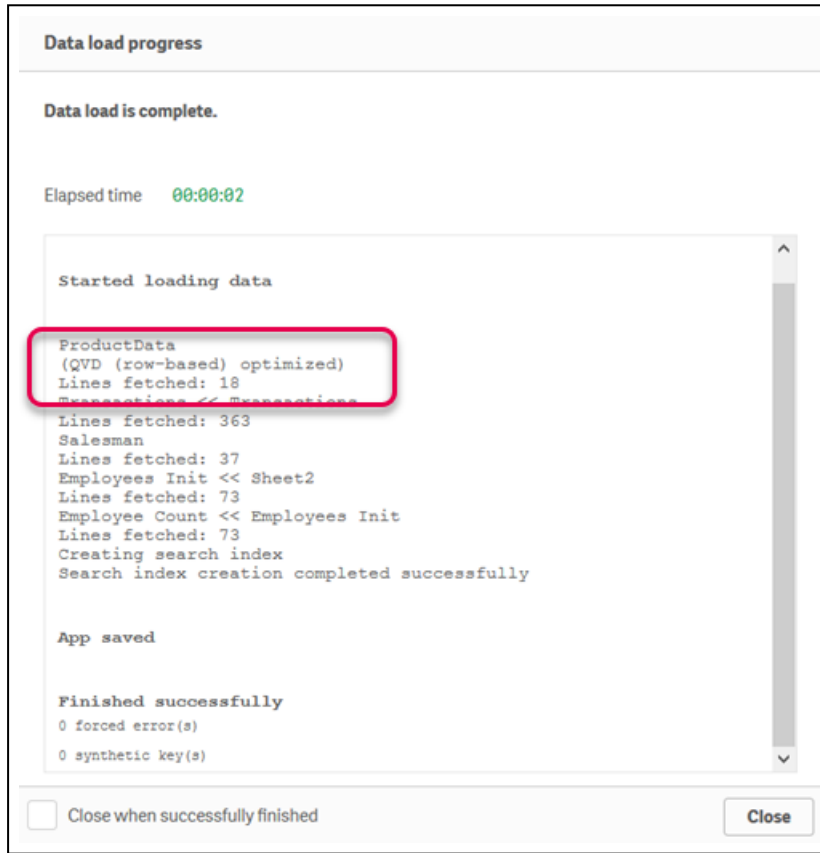 Data load progress
Data load is complete.
Elapsed time 00:00:02
Started loading data
ProductData
(QVD (row-based) optimized)
Lines fetched: 18
Transactions << Transactions
Lines fetched: 363
Salesman
Lines fetched: 37
Employees Init << Sheet2
Lines fetched: 73
Employee Count << Employees Init
Lines fetched: 73
Creating search index
Search index creation completed successfully
App saved
Finished successfully
0 forced error(s)
0 synthetic key(s)
Close when successfully finished
Close